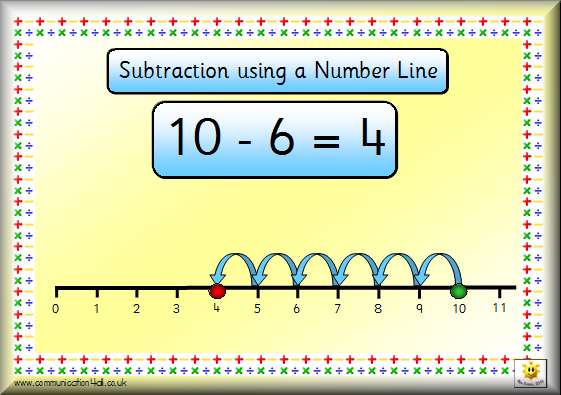 Subtraction using a Number Line
10 - 6 = 4
0 1 2 3 4 5 6 7 8 9 10 11
www.communication4all.co.uk